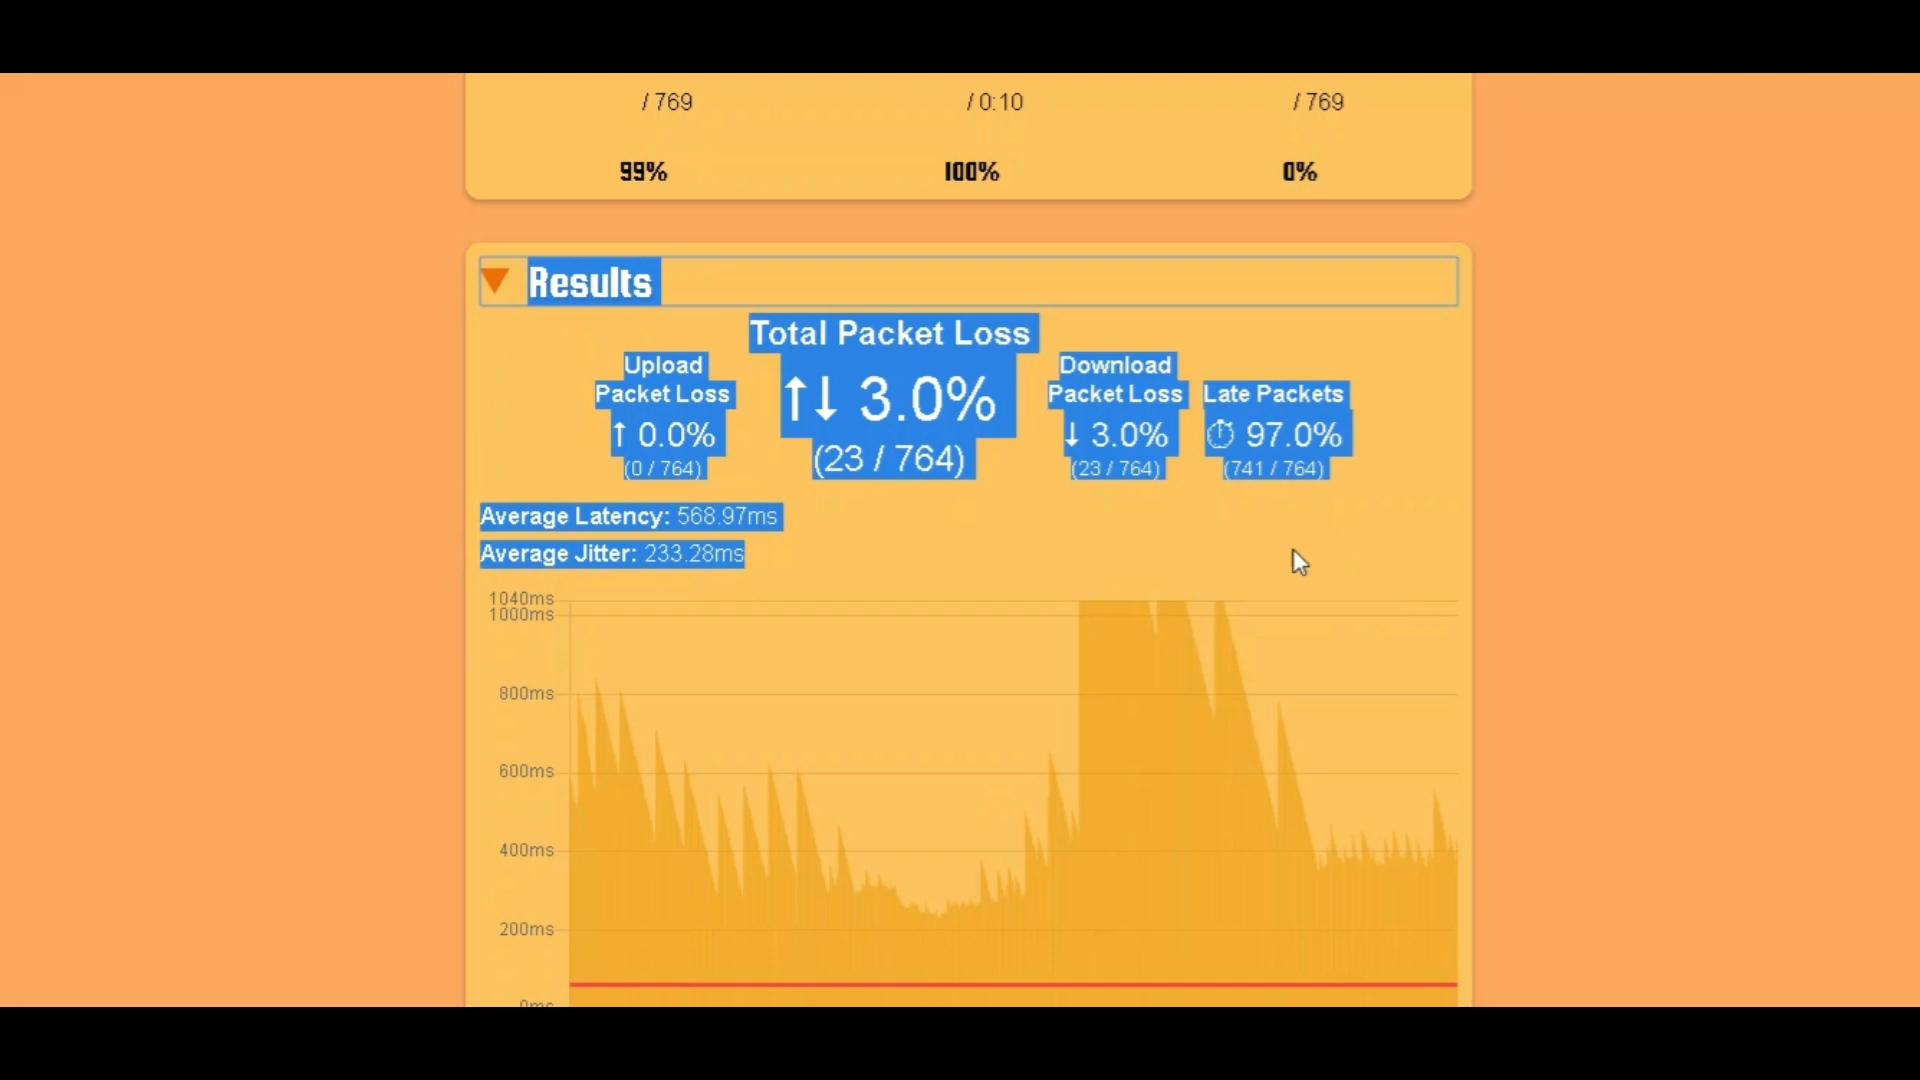 / 769
/ 0:10
/ 769
99%
100%
0%
Results
Total Packet Loss
↑↓ 3.0%
(23 / 764)
Upload
Packet Loss
↑ 0.0%
(0 / 764)
Download
Packet Loss
↓ 3.0%
(23 / 764)
Late Packets
⏱ 97.0%
(741 / 764)
Average Latency: 568.97ms
Average Jitter: 233.28ms
1040ms
1000ms
800ms
600ms
400ms
200ms
0ms